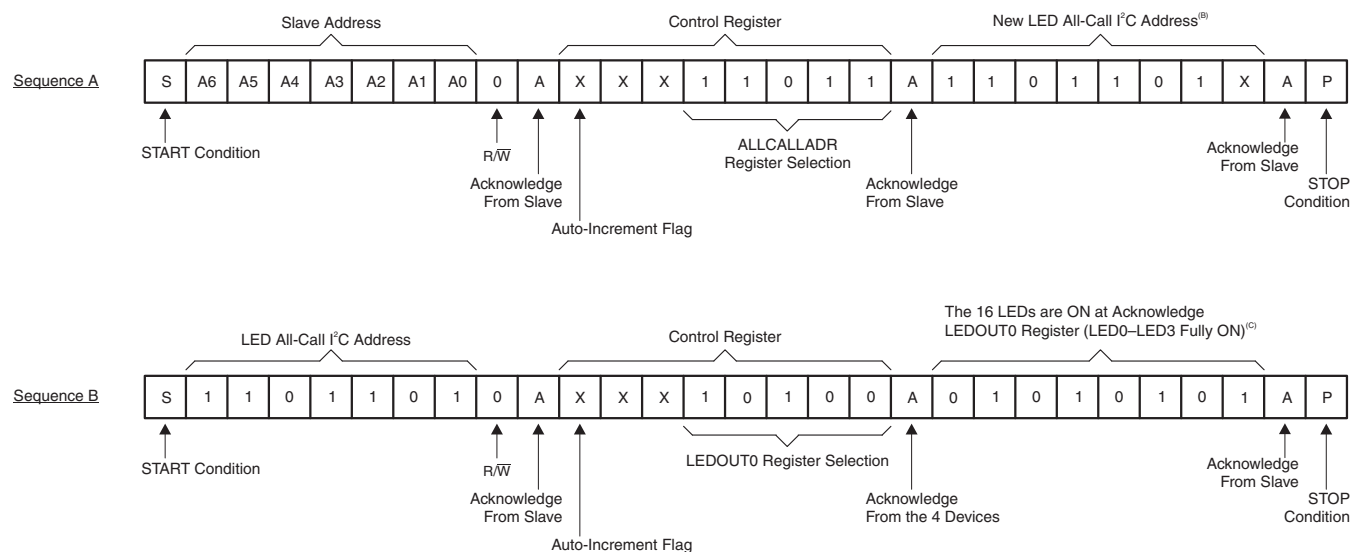 Slave Address
Control Register
New LED All-Call I²C Address(B)
Sequence A
S A6 A5 A4 A3 A2 A1 A0 0 A X X X 1 1 0 1 1 A 1 1 0 1 1 0 1 X A P
START Condition
R/W̅
Acknowledge
From Slave
Auto-Increment Flag
ALLCALLADR
Register Selection
Acknowledge
From Slave
Acknowledge
From Slave
STOP
Condition
LED All-Call I²C Address
Control Register
The 16 LEDs are ON at Acknowledge
LEDOUT0 Register (LED0–LED3 Fully ON)(C)
Sequence B
S 1 1 0 1 1 0 1 0 A X X X 1 0 1 0 0 A 0 1 0 1 0 1 0 1 A P
START Condition
R/W̅
Acknowledge
From Slave
Auto-Increment Flag
LEDOUT0 Register Selection
Acknowledge
From the 4 Devices
Acknowledge
From Slave
STOP
Condition